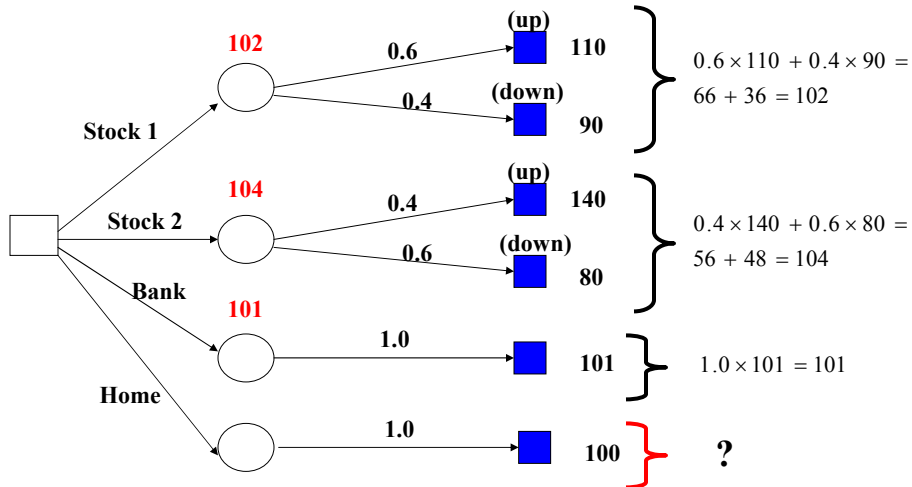 (up)
102
0.6
110
0.6 × 110 + 0.4 × 90 =
66 + 36 = 102
(down)
0.4
90
Stock 1
(up)
104
0.4
140
0.4 × 140 + 0.6 × 80 =
56 + 48 = 104
Stock 2
(down)
0.6
80
Bank
101
1.0
101
1.0 × 101 = 101
Home
1.0
100
?